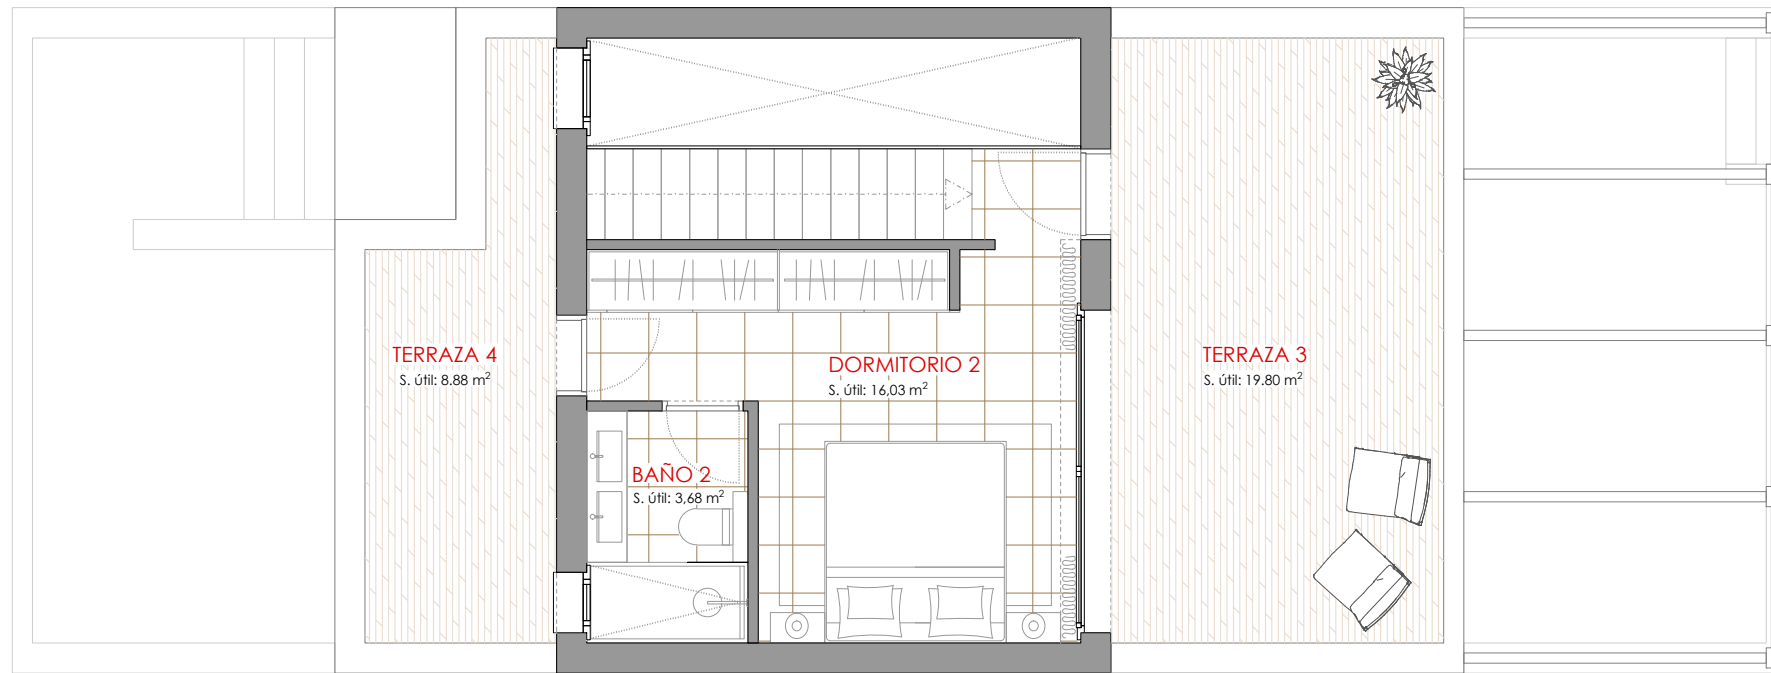 TERRAZA 4
S. útil: 8.88 m²
DORMITORIO 2
S. útil: 16,03 m²
TERRAZA 3
S. útil: 19.80 m²
BAÑO 2
S. útil: 3,68 m²